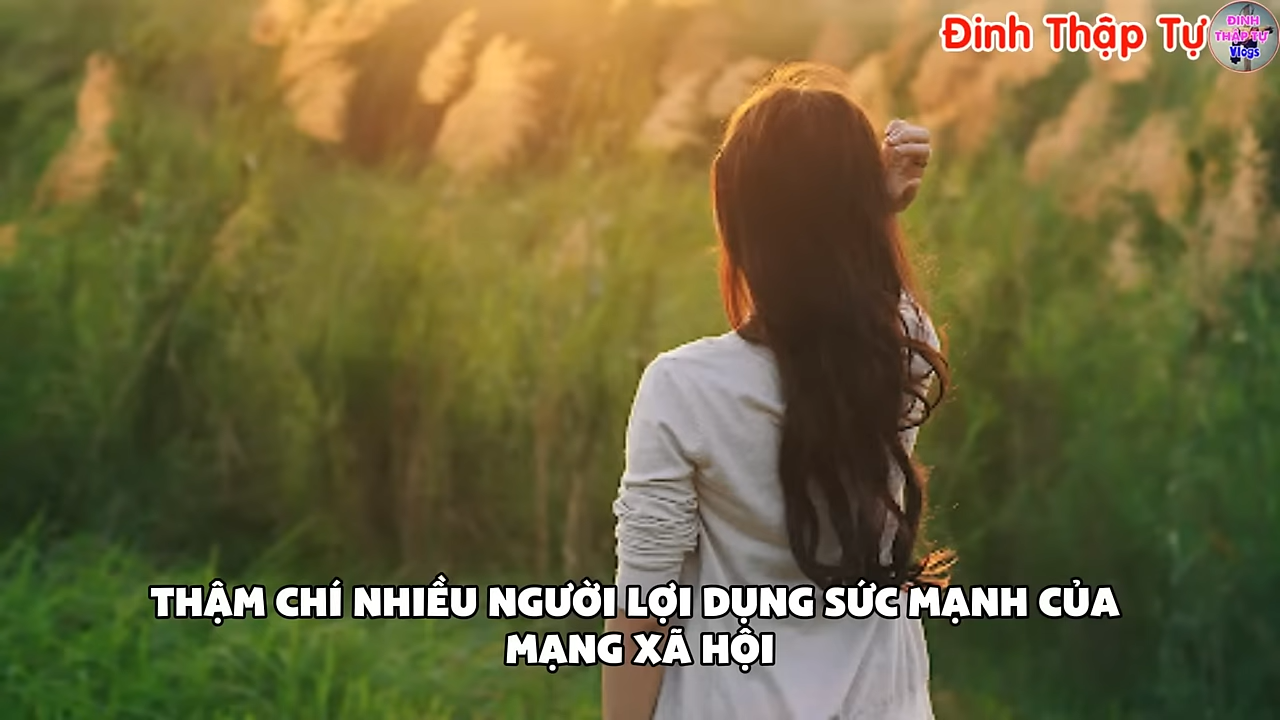 Đinh Thập Tự
ĐINH
THẬP TỰ
Vlogs
THẬM CHÍ NHIỀU NGƯỜI LỢI DỤNG SỨC MẠNH CỦA
MẠNG XÃ HỘI